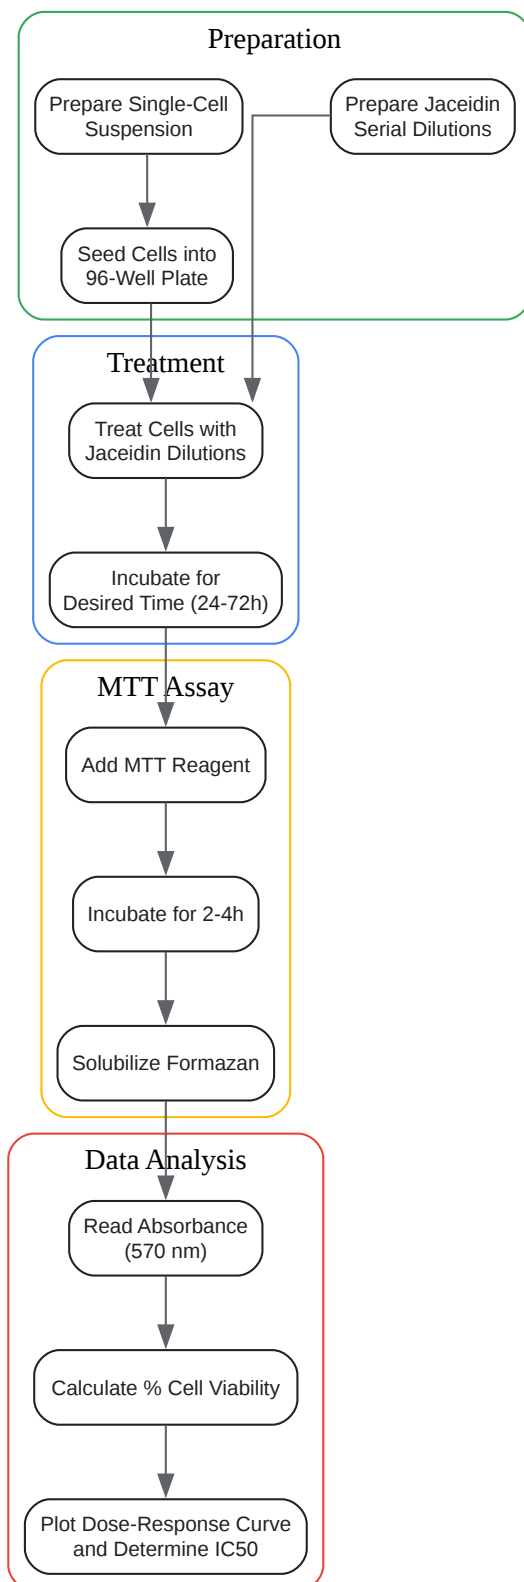 Preparation
Prepare Single-Cell
Suspension
Prepare Jaceidin
Serial Dilutions
Seed Cells into
96-Well Plate
Treatment
Treat Cells with
Jaceidin Dilutions
Incubate for
Desired Time (24-72h)
MTT Assay
Add MTT Reagent
Incubate for 2-4h
Solubilize Formazan
Data Analysis
Read Absorbance
(570 nm)
Calculate % Cell Viability
Plot Dose-Response Curve
and Determine IC50